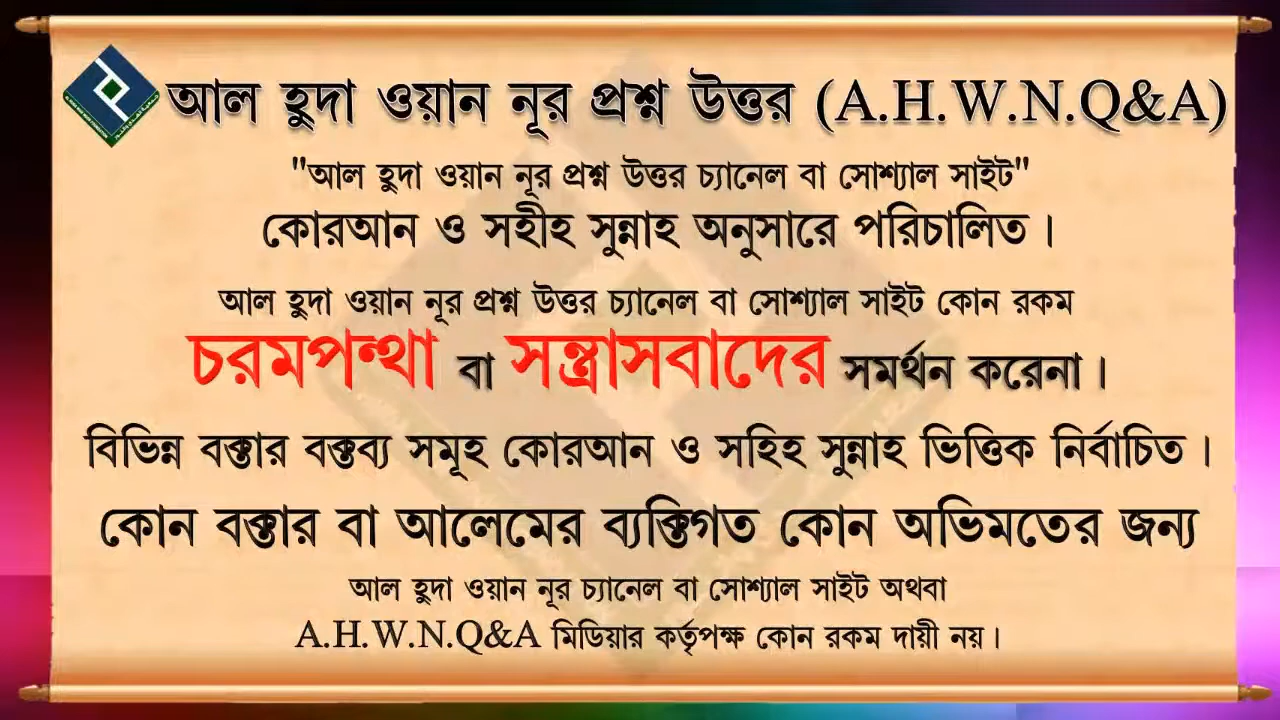 আল হুদা ওয়ান নূর প্রশ্ন উত্তর (A.H.W.N.Q&A)
"আল হুদা ওয়ান নূর প্রশ্ন উত্তর চ্যানেল বা সোশ্যাল সাইট"
কোরআন ও সহীহ সুন্নাহ অনুসারে পরিচালিত।
আল হুদা ওয়ান নূর প্রশ্ন উত্তর চ্যানেল বা সোশ্যাল সাইট কোন রকম
চরমপন্থা বা সন্ত্রাসবাদের সমর্থন করেনা।
বিভিন্ন বক্তার বক্তব্য সমূহ কোরআন ও সহিহ সুন্নাহ ভিত্তিক নির্বাচিত।
কোন বক্তার বা আলেমের ব্যক্তিগত কোন অভিমতের জন্য
আল হুদা ওয়ান নূর চ্যানেল বা সোশ্যাল সাইট অথবা
A.H.W.N.Q&A মিডিয়ার কর্তৃপক্ষ কোন রকম দায়ী নয়।